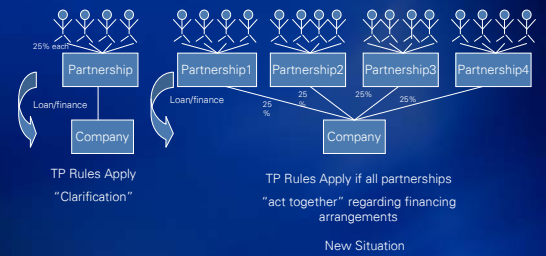 25% each
Partnership
Partnership1
Partnership2
Partnership3
Partnership4
Loan/finance
Loan/finance
25
%
25
%
25%
25%
Company
Company
TP Rules Apply
"Clarification"
TP Rules Apply if all partnerships
"act together" regarding financing
arrangements
New Situation